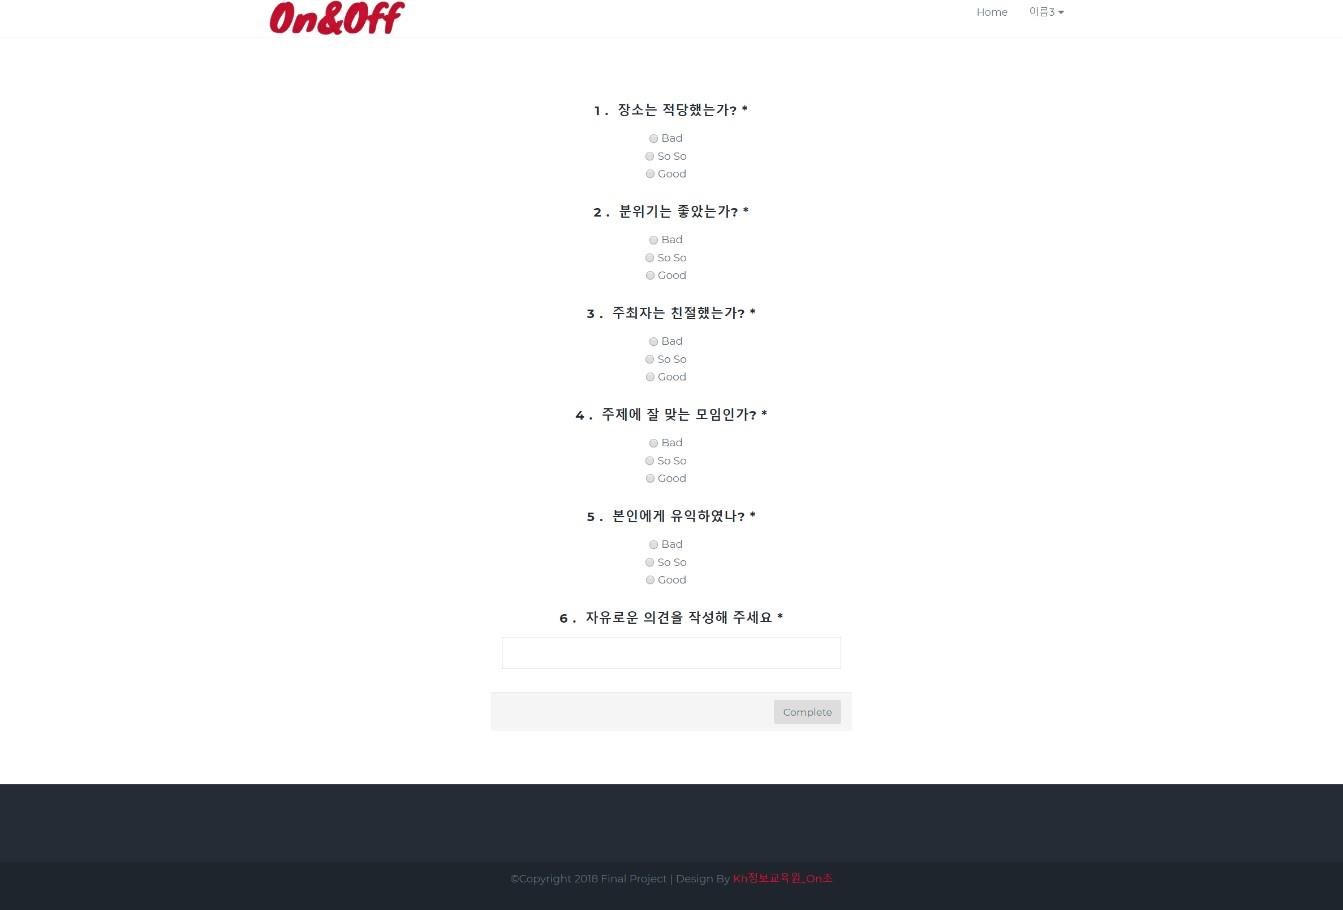 On&Off
Home 이름3
1 . 장소는 적당했는가? *
Bad
So So
Good
2 . 분위기는 좋았는가? *
Bad
So So
Good
3 . 주최자는 친절했는가? *
Bad
So So
Good
4 . 주제에 잘 맞는 모임인가? *
Bad
So So
Good
5 . 본인에게 유익하였나? *
Bad
So So
Good
6 . 자유로운 의견을 작성해 주세요 *
Complete
©Copyright 2018 Final Project | Design By Kh정보교육원_On조